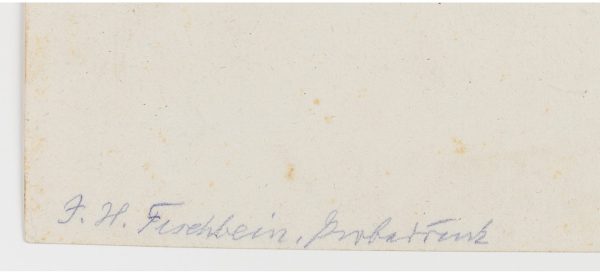 J. H. Fischbein, Probedruck